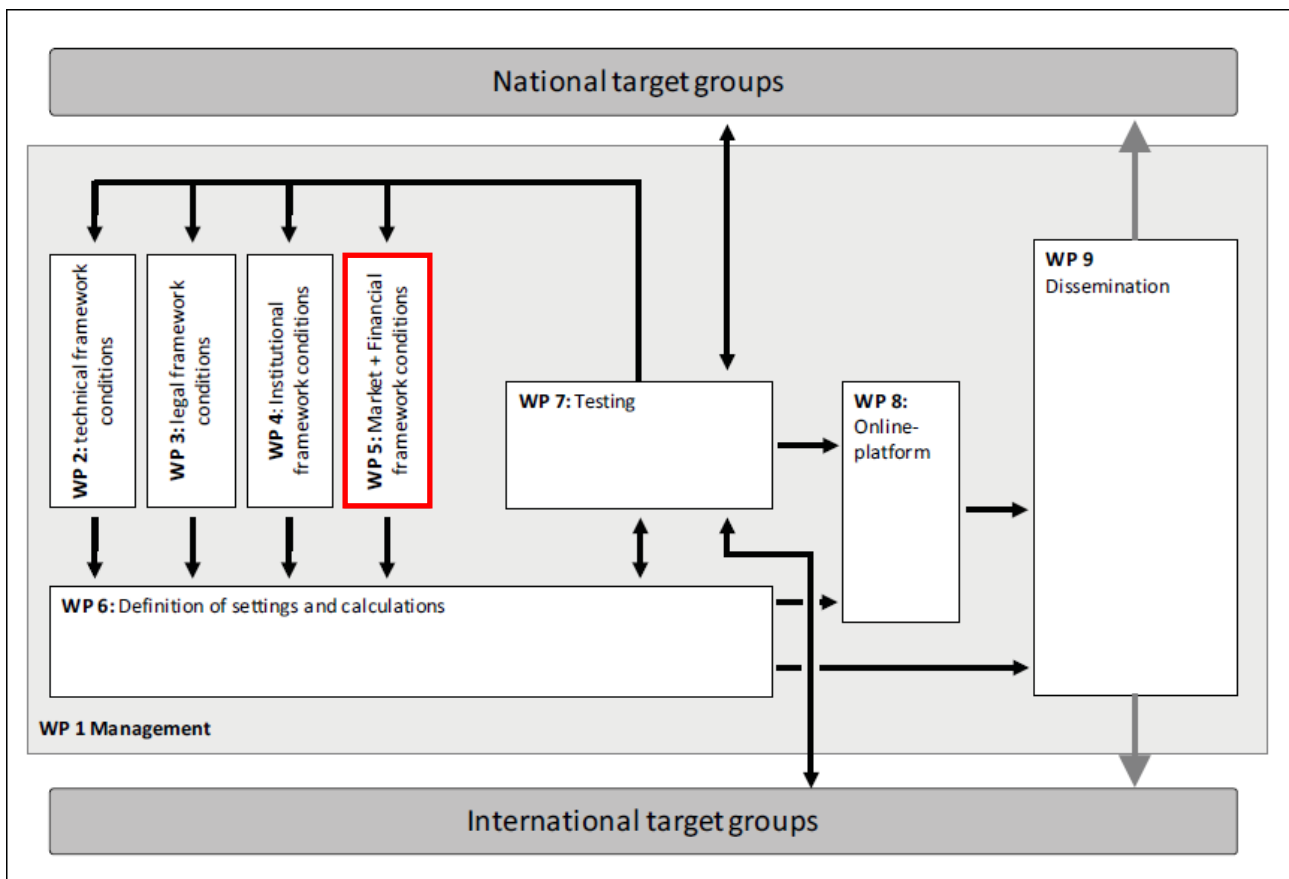 National target groups
WP 2: technical framework
conditions
WP 3: legal framework
conditions
WP 4: Institutional
framework conditions
WP 5: Market + Financial
framework conditions
WP 9
Dissemination
WP 7: Testing
WP 8:
Online-
platform
WP 6: Definition of settings and calculations
WP 1 Management
International target groups